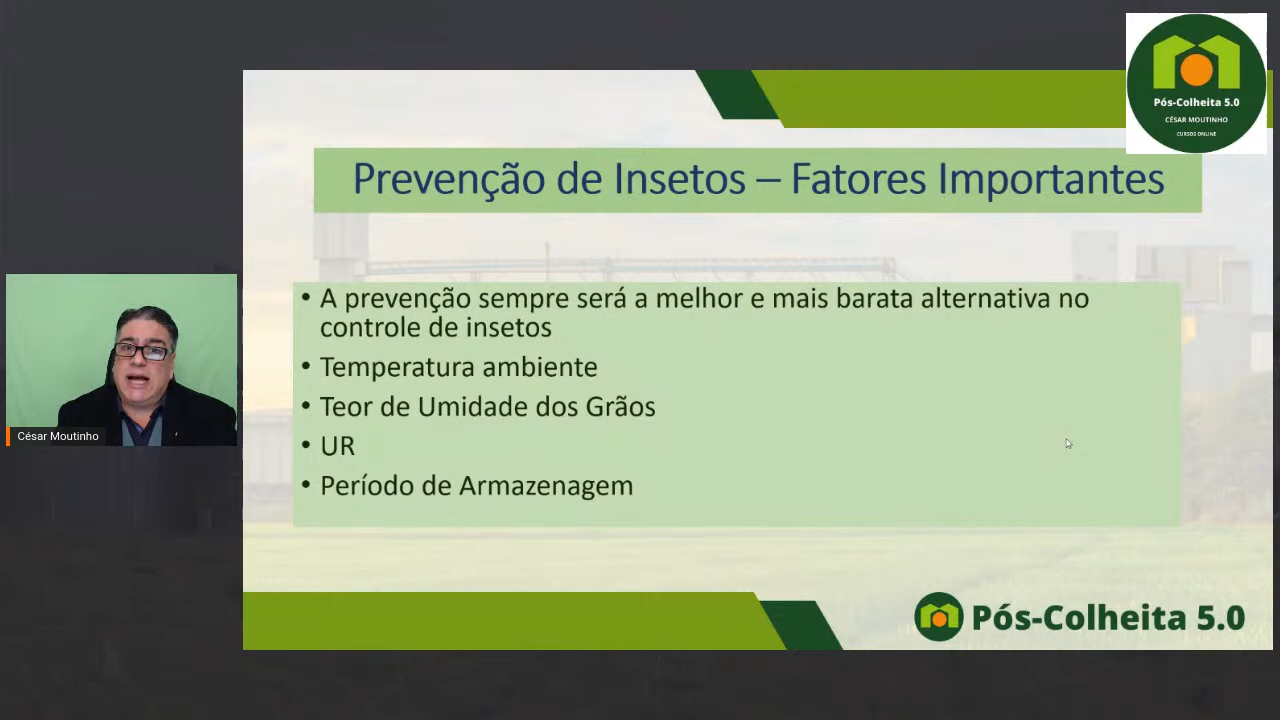 Pós-Colheita 5.0
CÉSAR MOUTINHO
CURSOS ONLINE
Prevenção de Insetos – Fatores Importantes
• A prevenção sempre será a melhor e mais barata alternativa no
controle de insetos
• Temperatura ambiente
• Teor de Umidade dos Grãos
• UR
• Período de Armazenagem
César Moutinho
Pós-Colheita 5.0